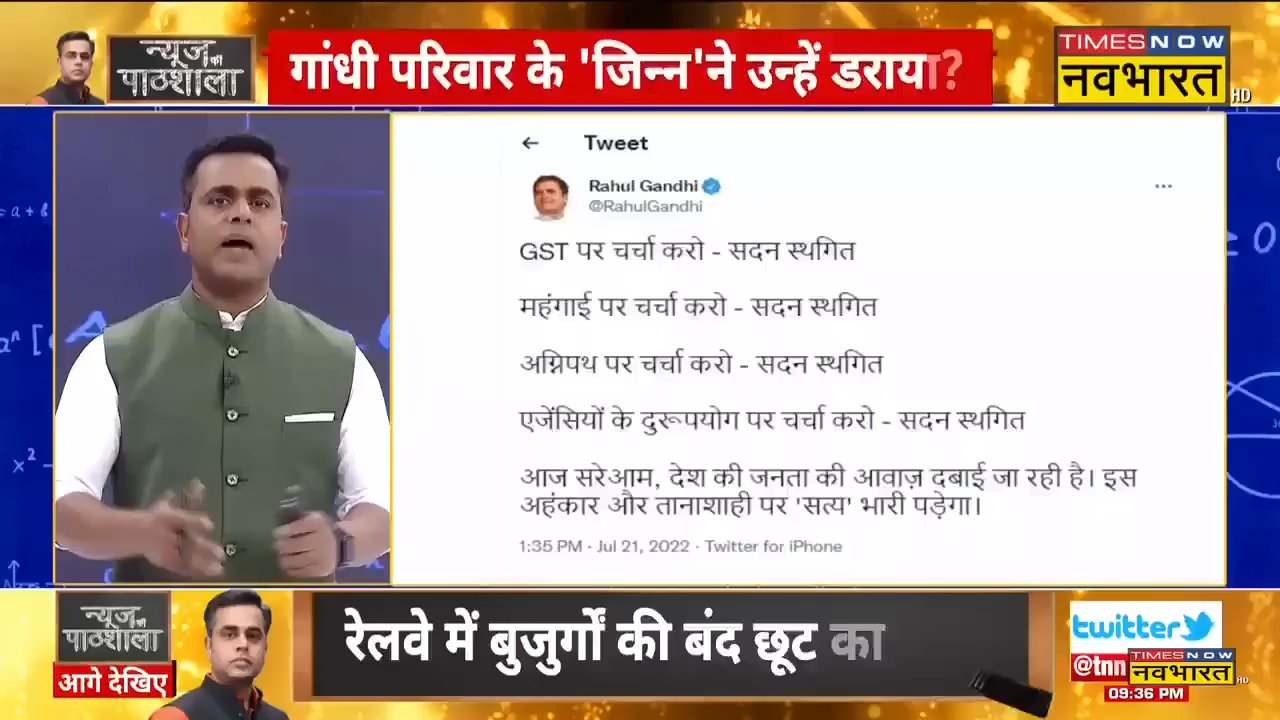 न्यूज़ की पाठशाला
गांधी परिवार के 'जिन्न'ने उन्हें डराया?
TIMES NOW
नवभारत
HD
Tweet
Rahul Gandhi
@RahulGandhi
GST पर चर्चा करो - सदन स्थगित
महंगाई पर चर्चा करो - सदन स्थगित
अग्निपथ पर चर्चा करो - सदन स्थगित
एजेंसियों के दुरूपयोग पर चर्चा करो - सदन स्थगित
आज सरेआम, देश की जनता की आवाज़ दबाई जा रही है। इस
अहंकार और तानाशाही पर 'सत्य' भारी पड़ेगा।
1:35 PM · Jul 21, 2022 · Twitter for iPhone
न्यूज़ की
पाठशाला
आगे देखिए
रेलवे में बुजुर्गों की बंद छूट का
twitter
@tnn
TIMES NOW
नवभारत
HD
09:36 PM